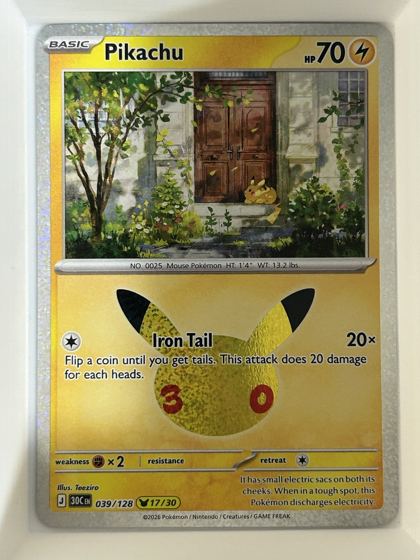 BASIC Pikachu HP70
NO. 0025 Mouse Pokémon HT: 1'4" WT: 13.2 lbs.
Iron Tail 20×
Flip a coin until you get tails. This attack does 20 damage
for each heads.
3 0
weakness ×2 resistance retreat
Illus. Teeziro
J 30C EN 039/128 17/30
©2026 Pokémon / Nintendo / Creatures / GAME FREAK
It has small electric sacs on both its
cheeks. When in a tough spot, this
Pokémon discharges electricity.